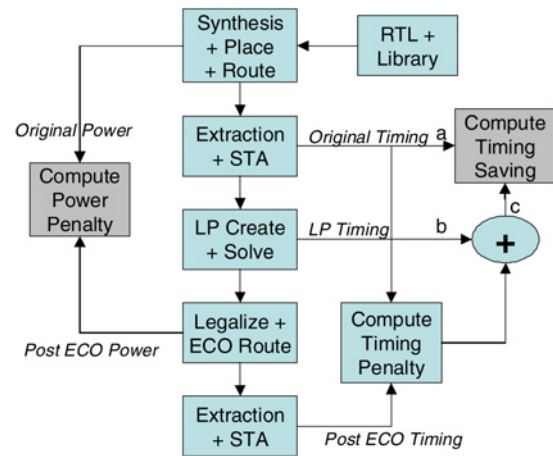 Synthesis
+ Place
+ Route
RTL +
Library
Original Power
Extraction
+ STA
Original Timing
a
Compute
Timing
Saving
Compute
Power
Penalty
c
LP Create
+ Solve
LP Timing
b
+
Legalize +
ECO Route
Post ECO Power
Compute
Timing
Penalty
Extraction
+ STA
Post ECO Timing